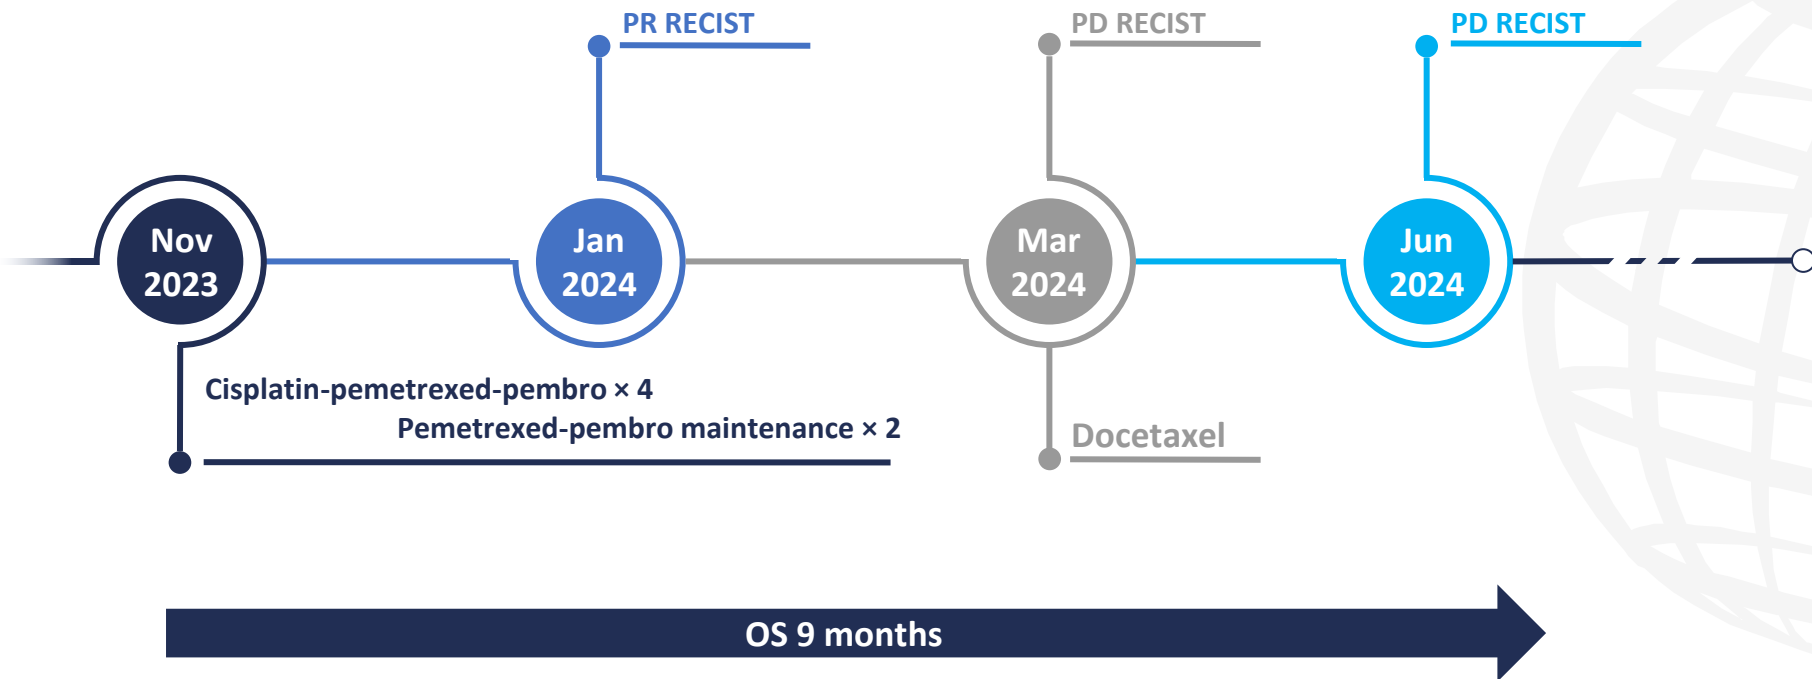 PR RECIST
PD RECIST
PD RECIST
Nov
2023
Jan
2024
Mar
2024
Jun
2024
Cisplatin-pemetrexed-pembro × 4
Pemetrexed-pembro maintenance × 2
Docetaxel
OS 9 months